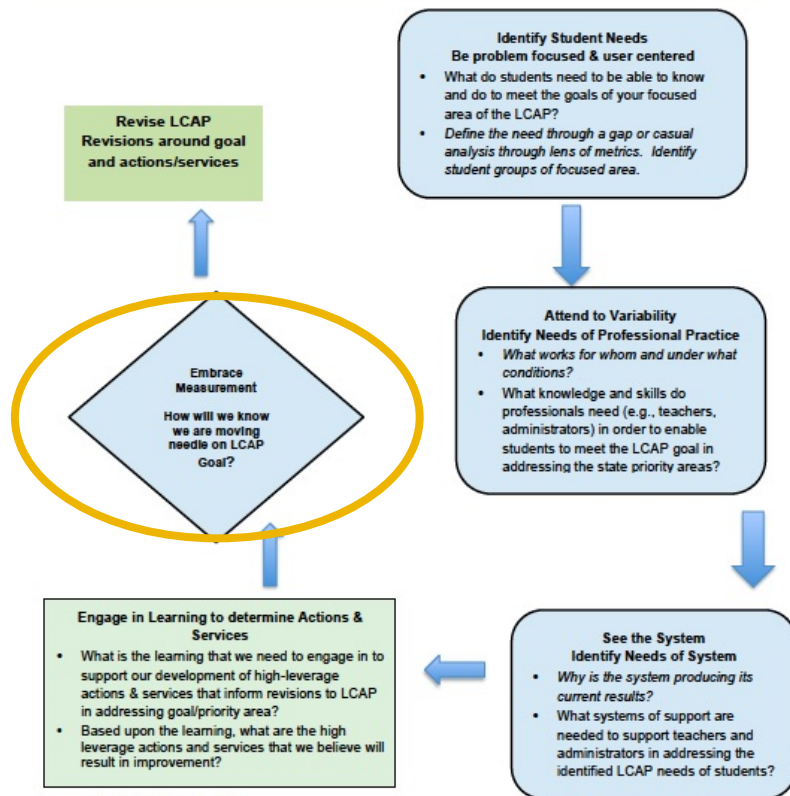 Identify Student Needs
Be problem focused & user centered
• What do students need to be able to know
and do to meet the goals of your focused
area of the LCAP?
• Define the need through a gap or casual
analysis through lens of metrics. Identify
student groups of focused area.
Attend to Variability
Identify Needs of Professional Practice
• What works for whom and under what
conditions?
• What knowledge and skills do
professionals need (e.g., teachers,
administrators) in order to enable
students to meet the LCAP goal in
addressing the state priority areas?
See the System
Identify Needs of System
• Why is the system producing its
current results?
• What systems of support are
needed to support teachers and
administrators in addressing the
identified LCAP needs of students?
Engage in Learning to determine Actions &
Services
• What is the learning that we need to engage in to
support our development of high-leverage
actions & services that inform revisions to LCAP
in addressing goal/priority area?
• Based upon the learning, what are the high
leverage actions and services that we believe will
result in improvement?
Embrace
Measurement
How will we know
we are moving
needle on LCAP
Goal?
Revise LCAP
Revisions around goal
and actions/services